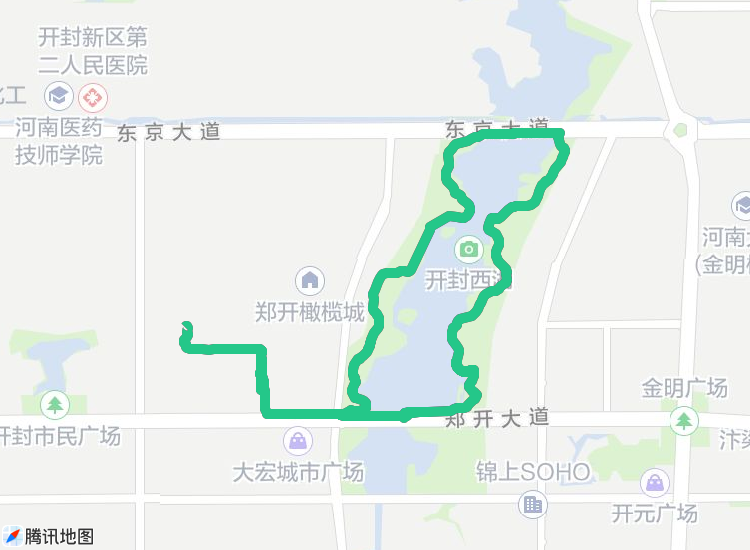 开封新区第
二人民医院
化工
河南医药
技师学院
东京大道
东京大道
河南大
(金明校
开封西湖
郑开橄榄城
金明广场
开封市民广场
郑开大道
汴梁
大宏城市广场
锦上SOHO
开元广场
腾讯地图